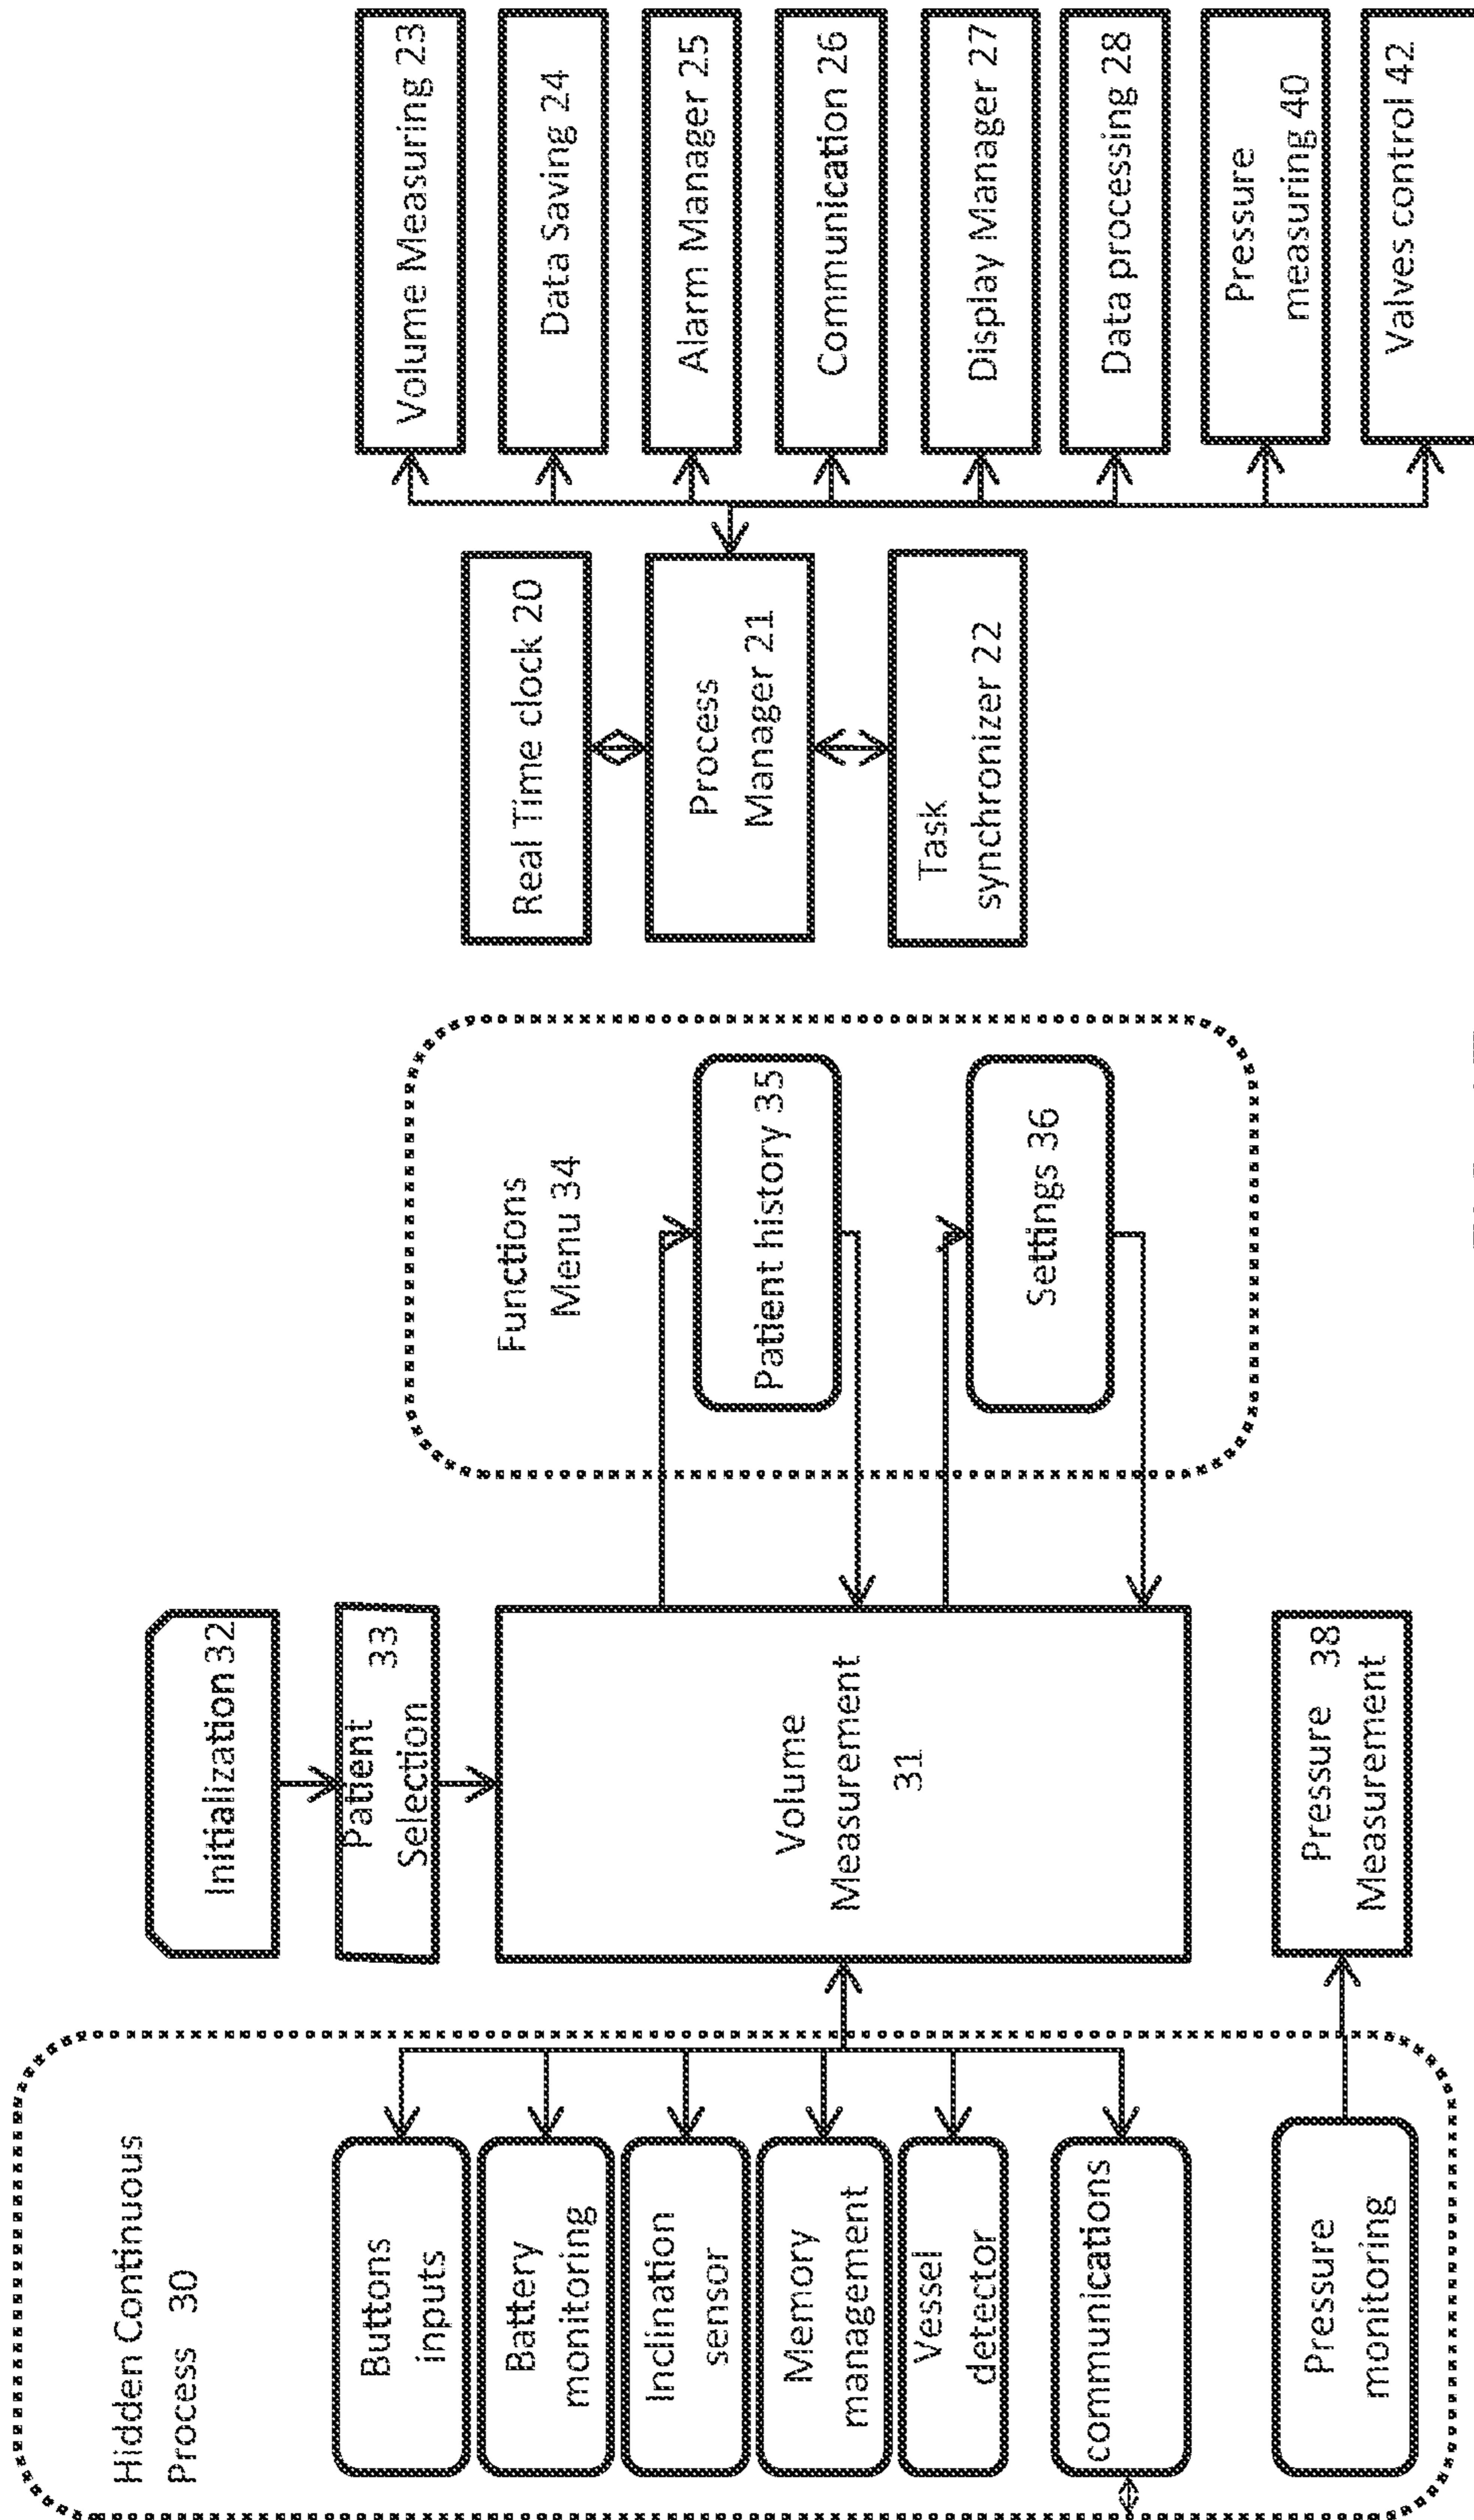 Hidden Continuous
Process 30
Buttons
inputs
Battery
monitoring
Inclination
sensor
Memory
management
Vessel
detector
communications
Pressure
monitoring
Initialization 32
Patient 33
Selection
Volume
Measurement
31
Pressure 38
Measurement
Functions
Menu 34
Patient history 35
Settings 36
Real Time clock 20
Process
Manager 21
Task
synchronizer 22
Volume Measuring 23
Data Saving 24
Alarm Manager 25
Communication 26
Display Manager 27
Data processing 28
Pressure
measuring 40
Valves control 42